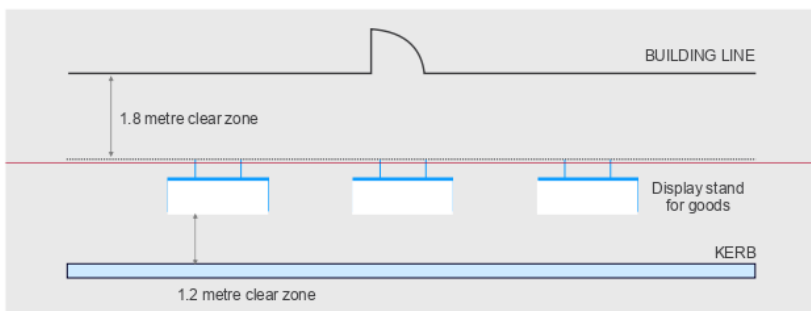 BUILDING LINE
1.8 metre clear zone
Display stand
for goods
KERB
1.2 metre clear zone